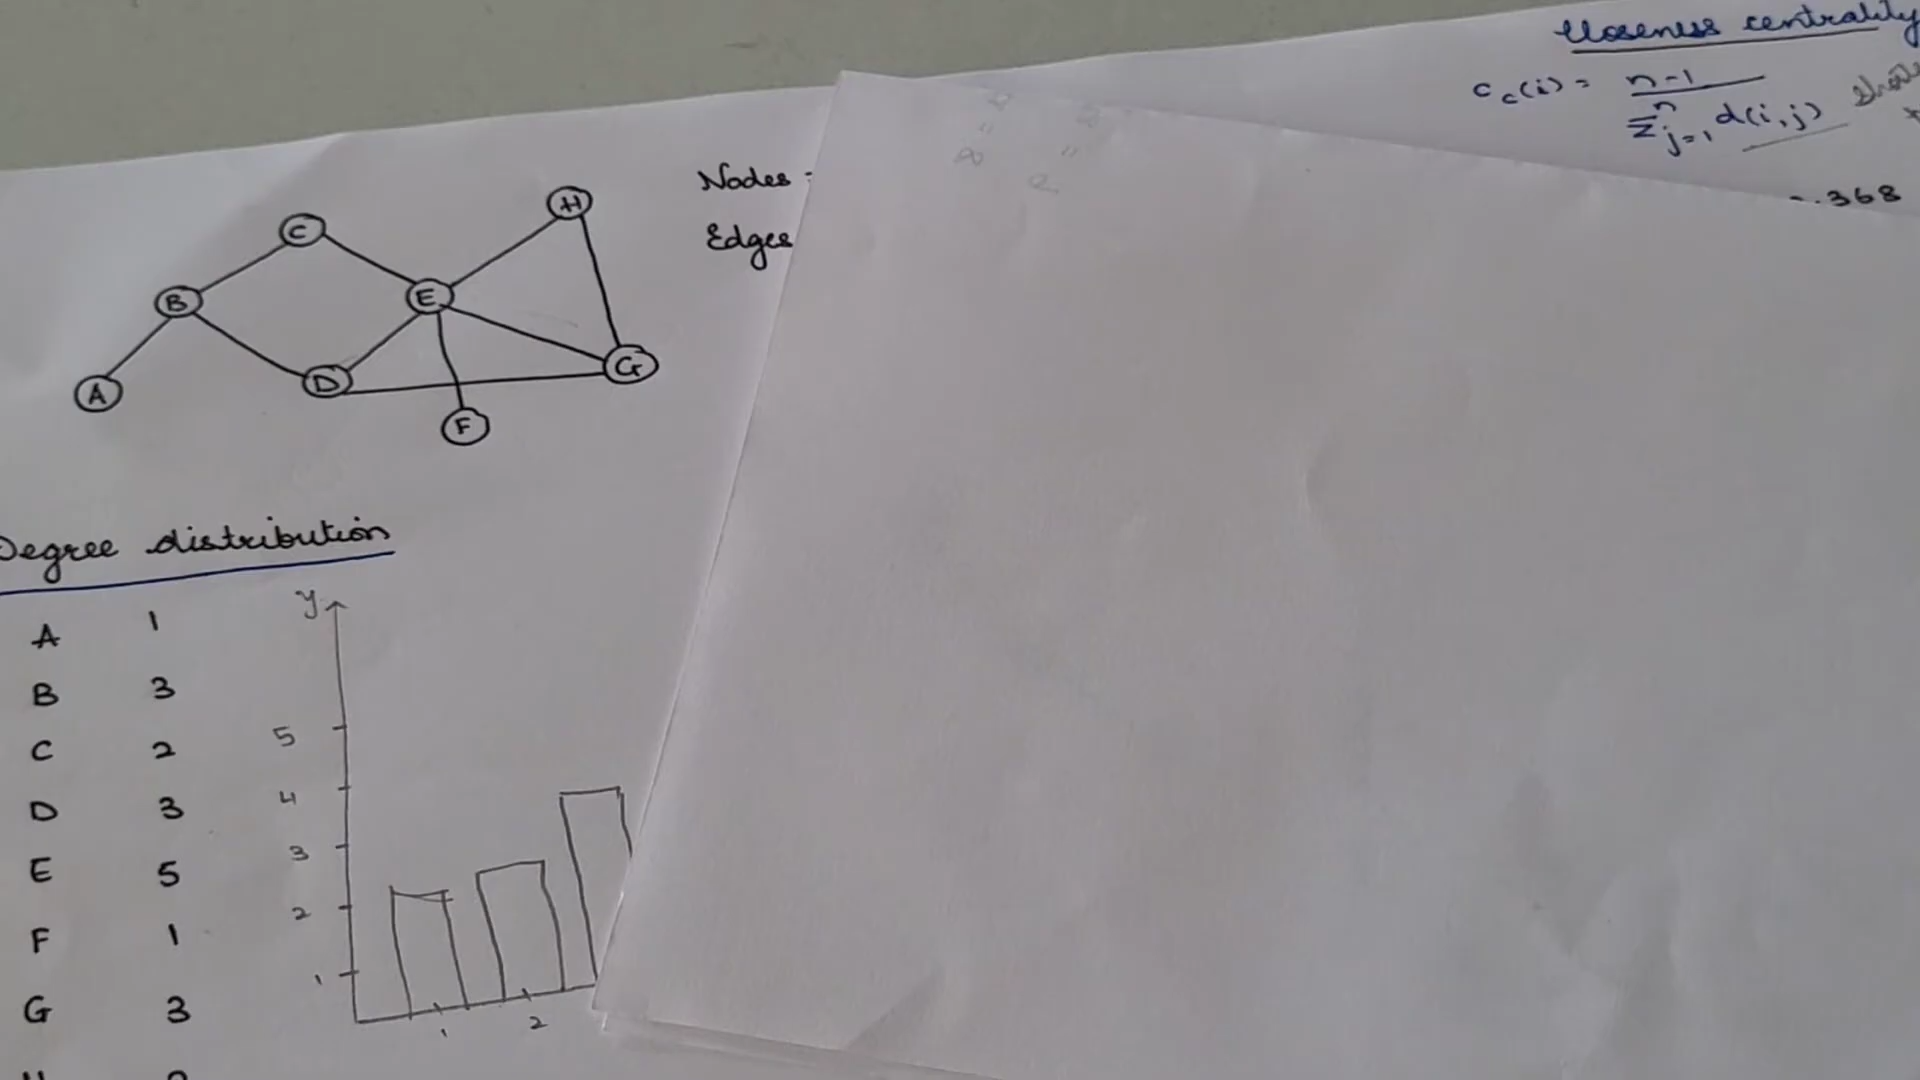 Closeness centrality
Cc(i) = n-1
Σⁿj=1 d(i,j)
.368
Nodes :
Edges
H
C
B
E
G
D
A
F
Degree distribution
A 1
B 3
C 2
D 3
E 5
F 1
G 3
y
5
4
3
2
1
1 2